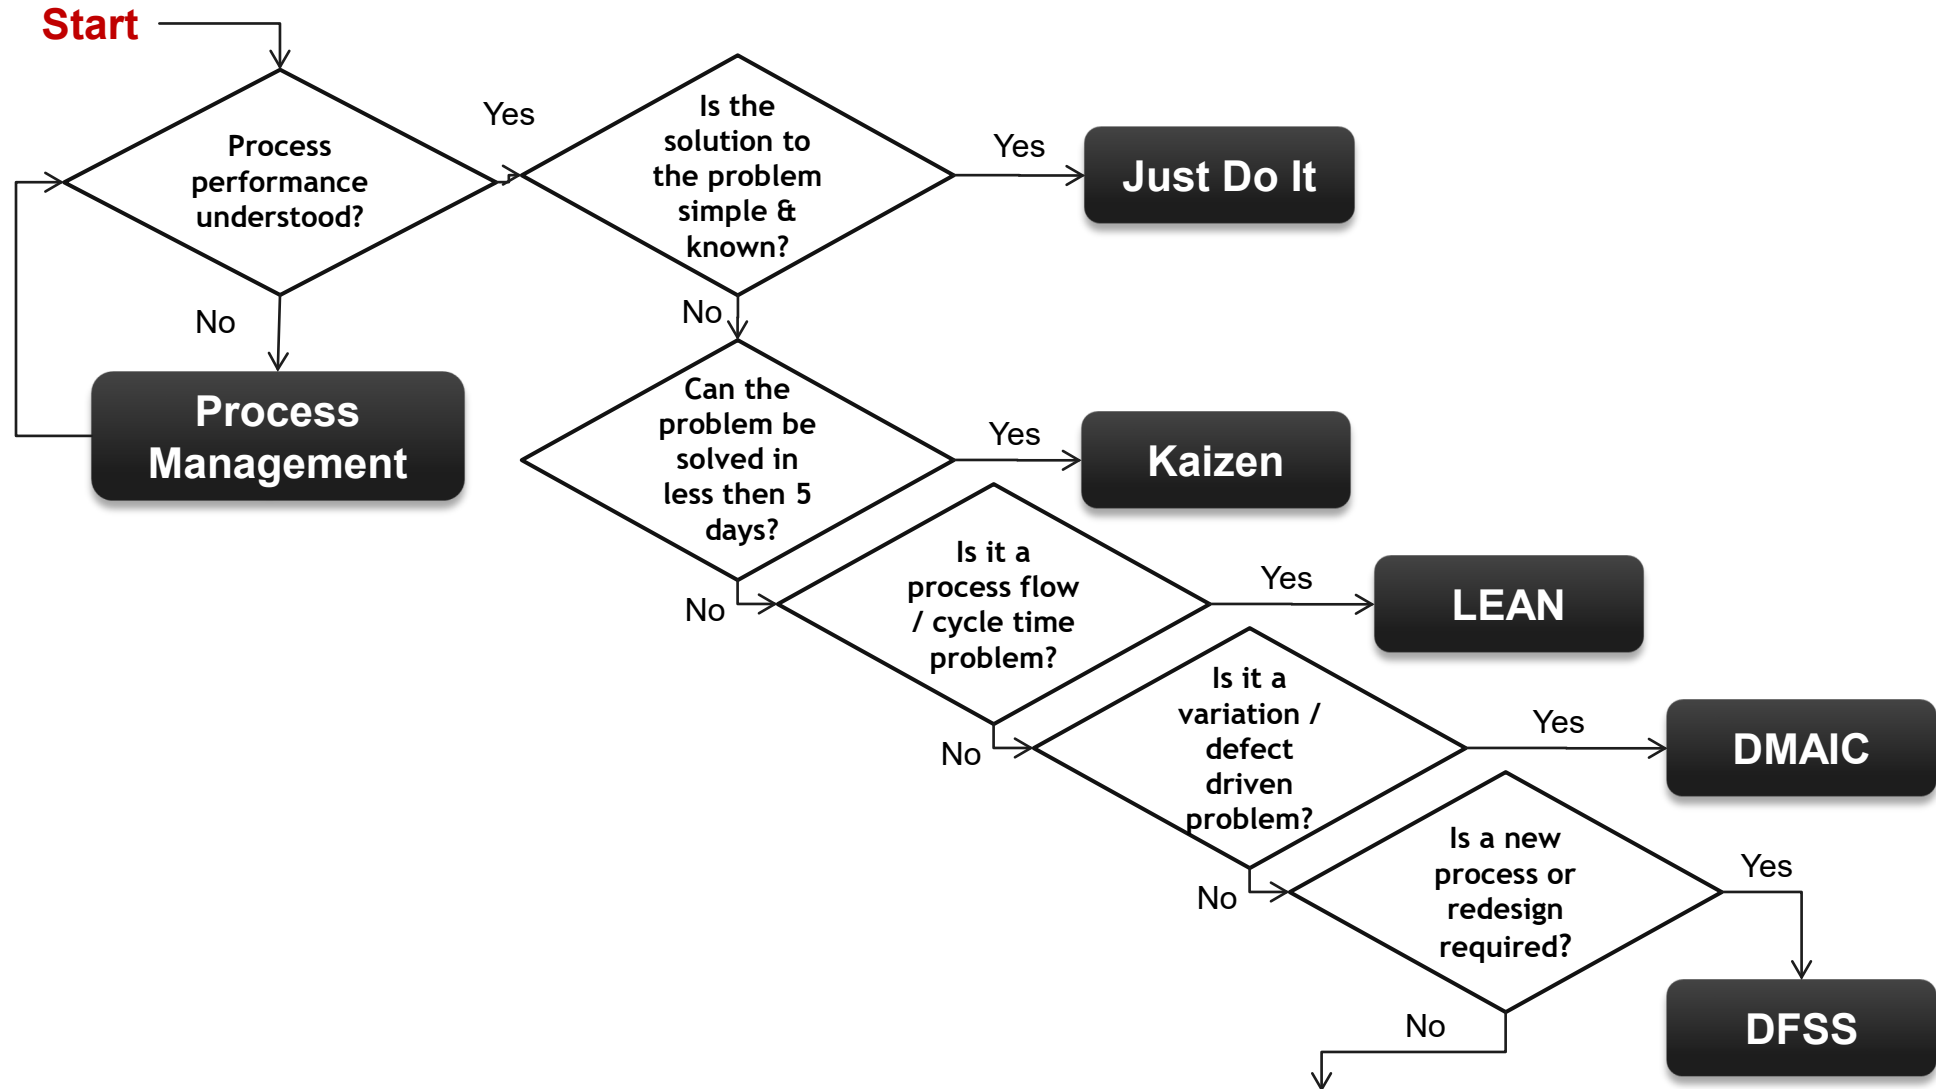 Start
Process
performance
understood?
Yes
No
Process
Management
Is the
solution to
the problem
simple &
known?
Yes
Just Do It
No
Can the
problem be
solved in
less then 5
days?
Yes
Kaizen
No
Is it a
process flow
/ cycle time
problem?
Yes
LEAN
No
Is it a
variation /
defect
driven
problem?
Yes
DMAIC
No
Is a new
process or
redesign
required?
Yes
DFSS
No